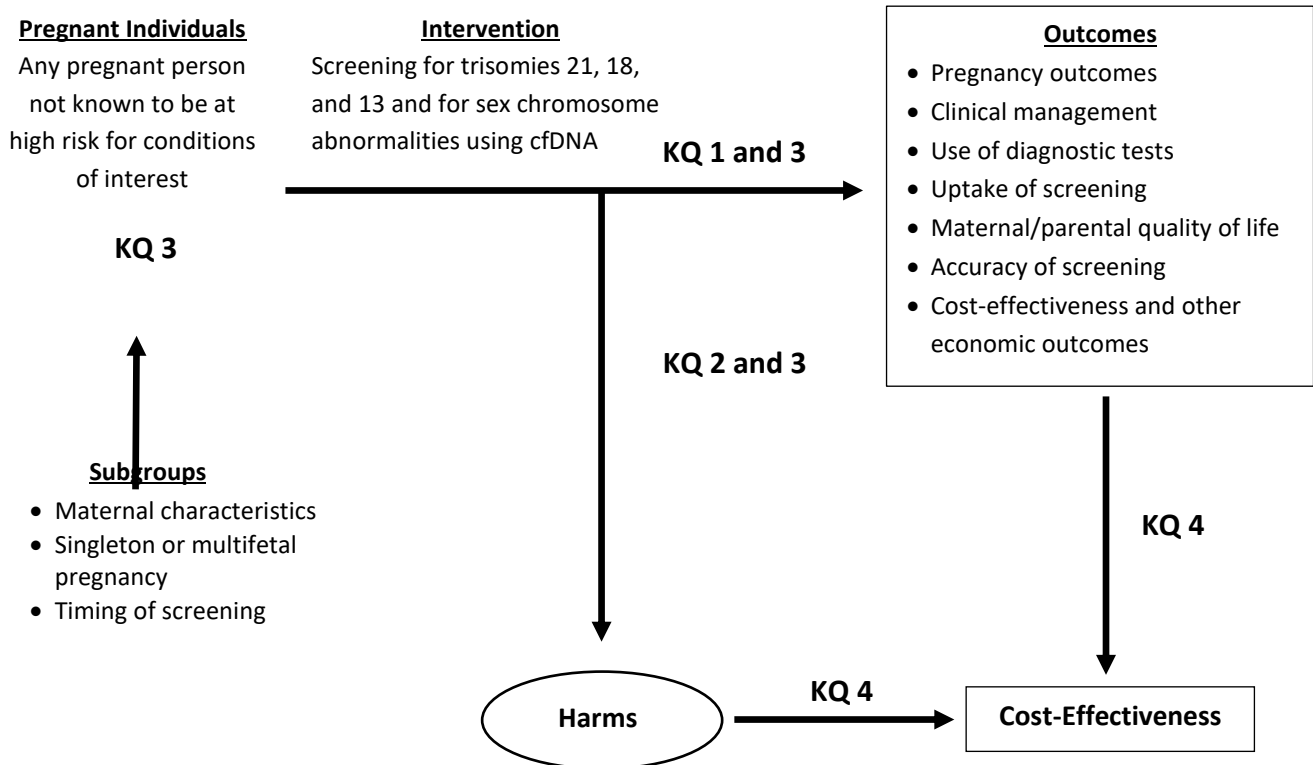 Pregnant Individuals
Any pregnant person
not known to be at
high risk for conditions
of interest
KQ 3
Subgroups
• Maternal characteristics
• Singleton or multifetal
pregnancy
• Timing of screening
Intervention
Screening for trisomies 21, 18,
and 13 and for sex chromosome
abnormalities using cfDNA
KQ 1 and 3
KQ 2 and 3
Outcomes
• Pregnancy outcomes
• Clinical management
• Use of diagnostic tests
• Uptake of screening
• Maternal/parental quality of life
• Accuracy of screening
• Cost-effectiveness and other
economic outcomes
KQ 4
Harms
KQ 4
Cost-Effectiveness